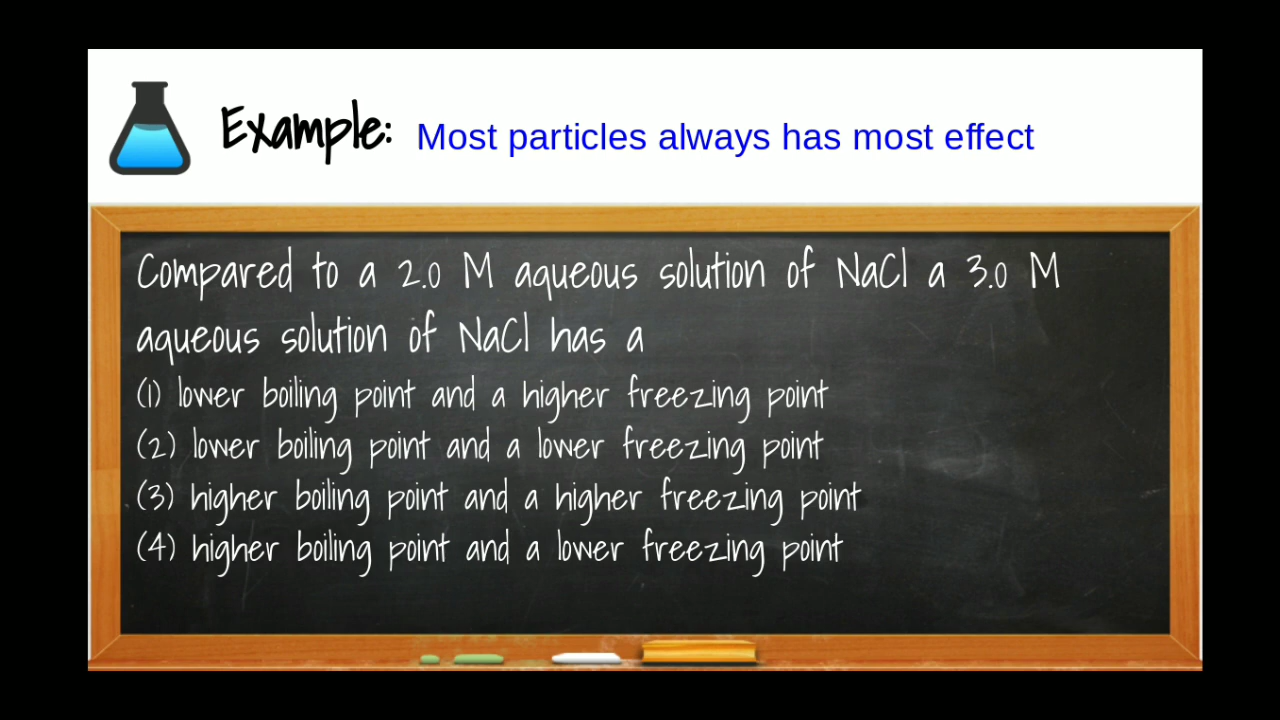 Example: Most particles always has most effect
Compared to a 2.0 M aqueous solution of NaCl a 3.0 M
aqueous solution of NaCl has a
(1) lower boiling point and a higher freezing point
(2) lower boiling point and a lower freezing point
(3) higher boiling point and a higher freezing point
(4) higher boiling point and a lower freezing point